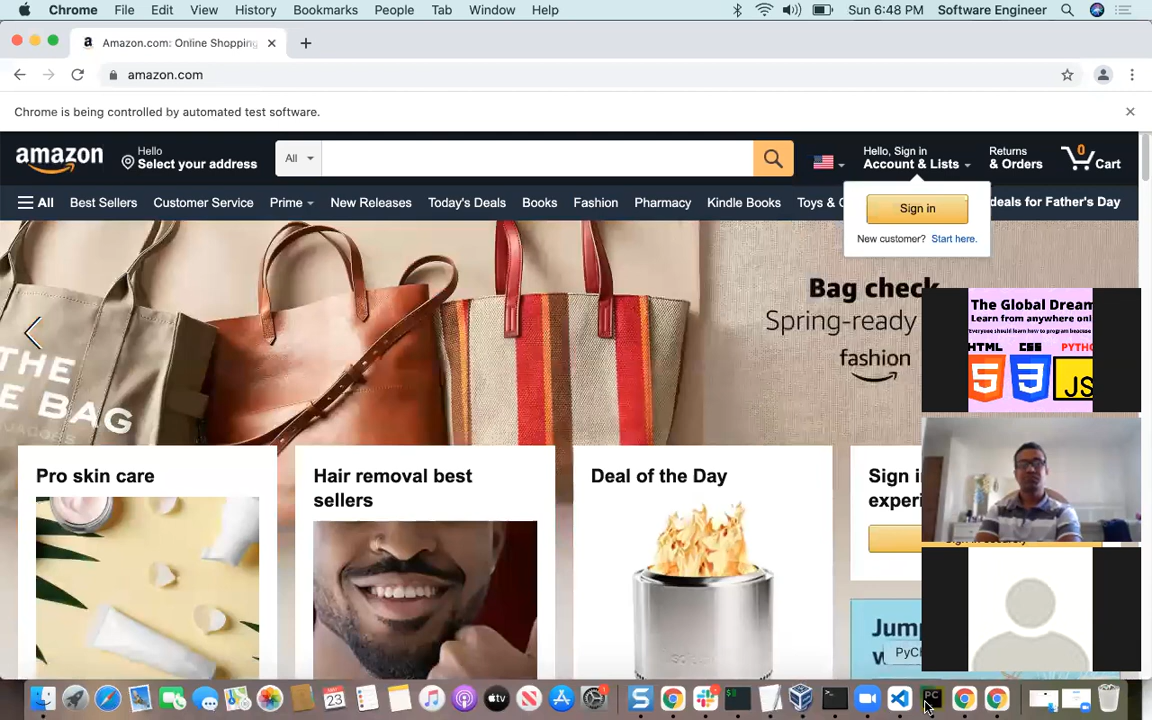 Chrome File Edit View History Bookmarks People Tab Window Help Sun 6:48 PM Software Engineer
a Amazon.com: Online Shopping
amazon.com
Chrome is being controlled by automated test software.
amazon Hello All 0 Hello, Sign in Returns
Select your address Account & Lists & Orders Cart
All Best Sellers Customer Service Prime New Releases Today's Deals Books Fashion Pharmacy Kindle Books Toys & deals for Father's Day
Sign in
New customer? Start here.
Bag check
Spring-ready
fashion
THE
BAG
The Global Dream
Learn from anywhere onl
HTML CSS PYTHO
5 3 JS
Pro skin care
Hair removal best
sellers
Deal of the Day
Sign i
experi
Jump
w
PyCh
MAR
23
tv
S
PC